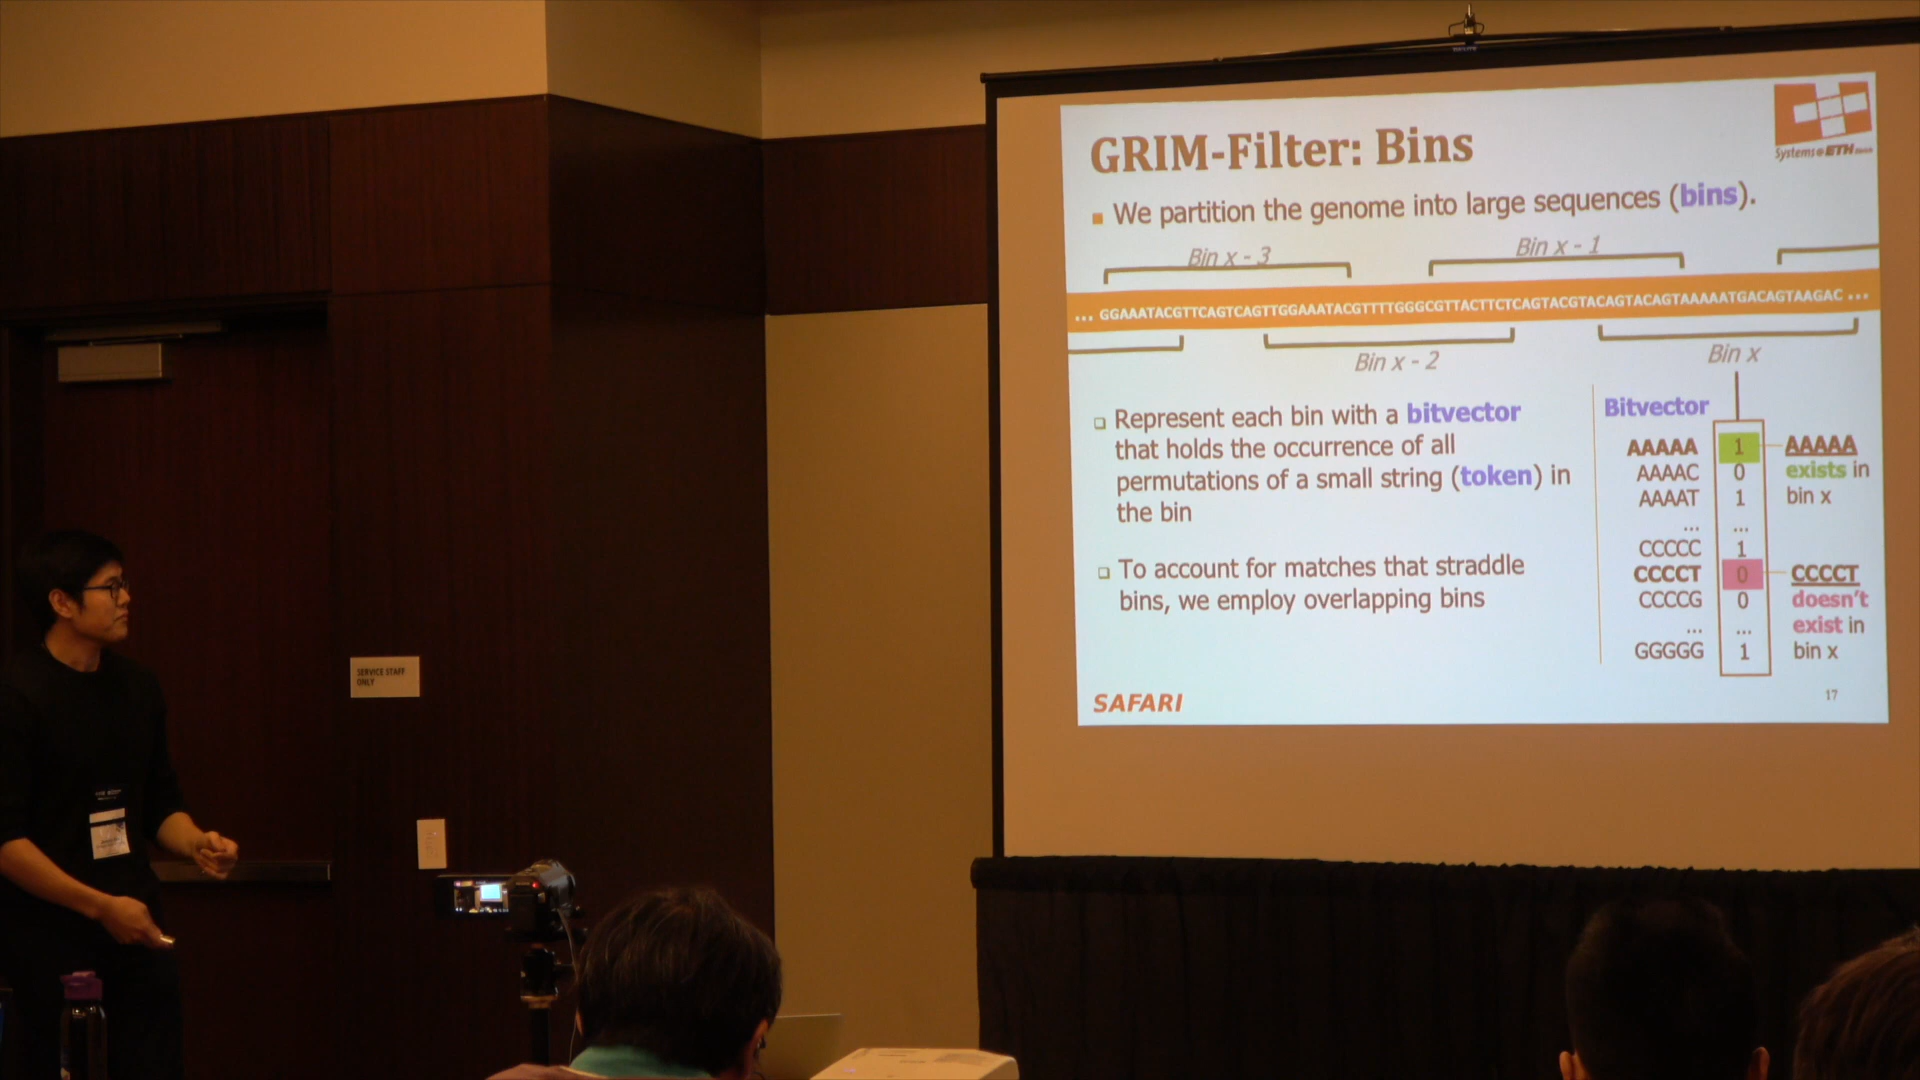 GRIM-Filter: Bins
Systems@ETH
■ We partition the genome into large sequences (bins).
Bin x - 3
Bin x - 1
... GGAAATACGTTCAGTCAGTTGGAAATACGTTTTGGGCGTTACTTCTCAGTACGTACAGTACAGTAAAAATGACAGTAAGAC ...
Bin x - 2
Bin x
❑ Represent each bin with a bitvector
that holds the occurrence of all
permutations of a small string (token) in
the bin
❑ To account for matches that straddle
bins, we employ overlapping bins
Bitvector
AAAAA 1 AAAAA
AAAAC 0 exists in
AAAAT 1 bin x
... ...
CCCCC 1
CCCCT 0 CCCCT
CCCCG 0 doesn't
... ... exist in
GGGGG 1 bin x
SAFARI
17
SERVICE STAFF
ONLY